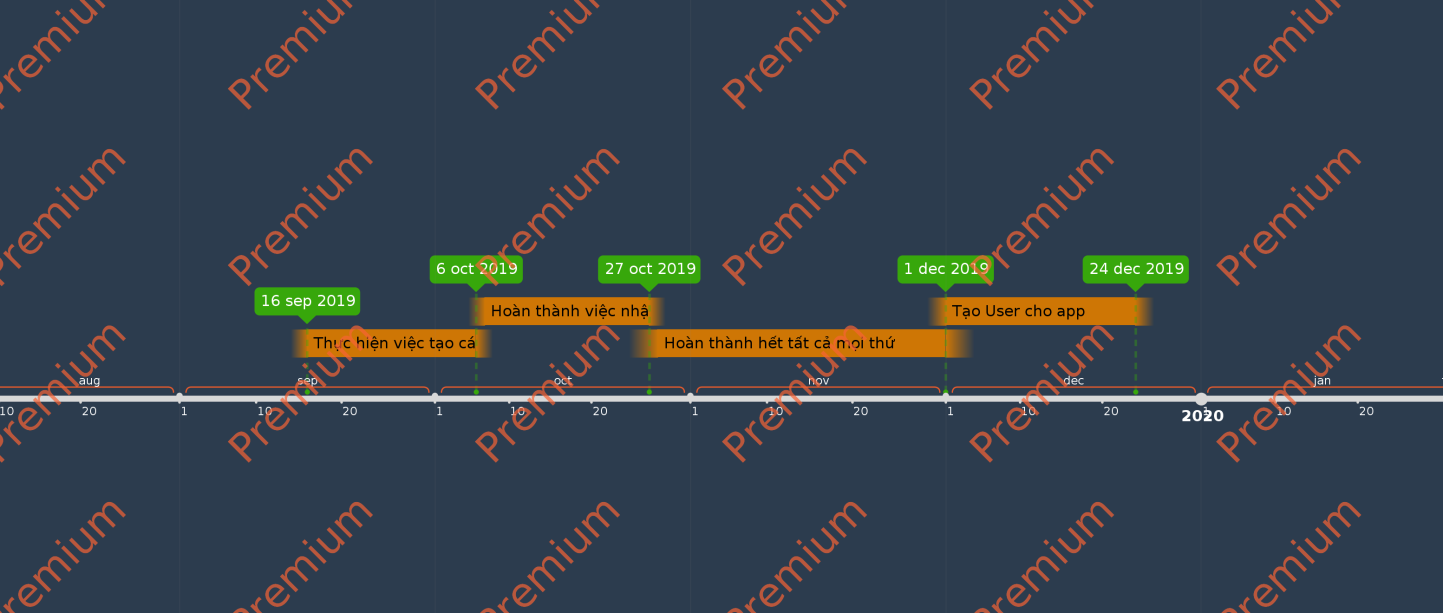 Premium Premium Premium Premium Premium Premium
Premium Premium Premium Premium Premium Premium
6 oct 2019 27 oct 2019 1 dec 2019 24 dec 2019
16 sep 2019
Hoàn thành việc nhậ Tạo User cho app
Thực hiện việc tạo cá Hoàn thành hết tất cả mọi thứ
Premium Premium Premium Premium Premium Premium
aug sep oct nov dec jan
10 20 1 10 20 1 10 20 1 10 20 1 10 20 1 10 20
2020
Premium Premium Premium Premium Premium Premium